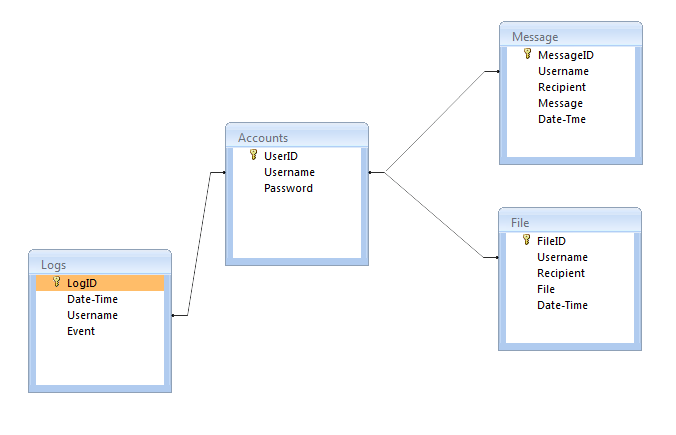 Message
MessageID
Username
Recipient
Message
Date-Tme
Accounts
UserID
Username
Password
File
FileID
Username
Recipient
File
Date-Time
Logs
LogID
Date-Time
Username
Event